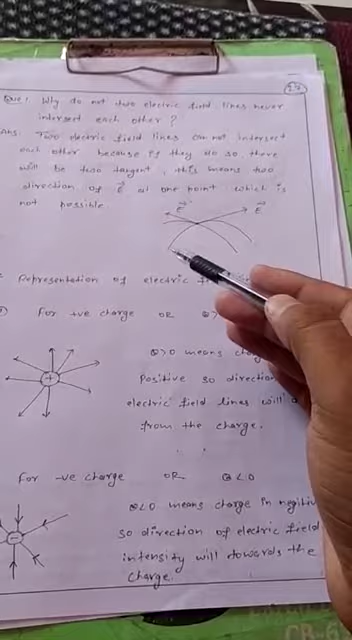 27
Que: Why do not two electric field lines never
intersect each other ?
Ans: Two electric field lines can not intersect
each other because if they do so, there
will be two tangent, this means two
direction of E⃗ at one point, which is
not possible.
E⃗ E⃗
Representation of electric
For +ve charge OR Q>
Q>0 means
Positive so direction
electric field lines will
from the charge.
+
For -ve charge OR Q<0
Q<0 means charge in negitiv
so direction of electric field
intensity will towards the
charge.
-